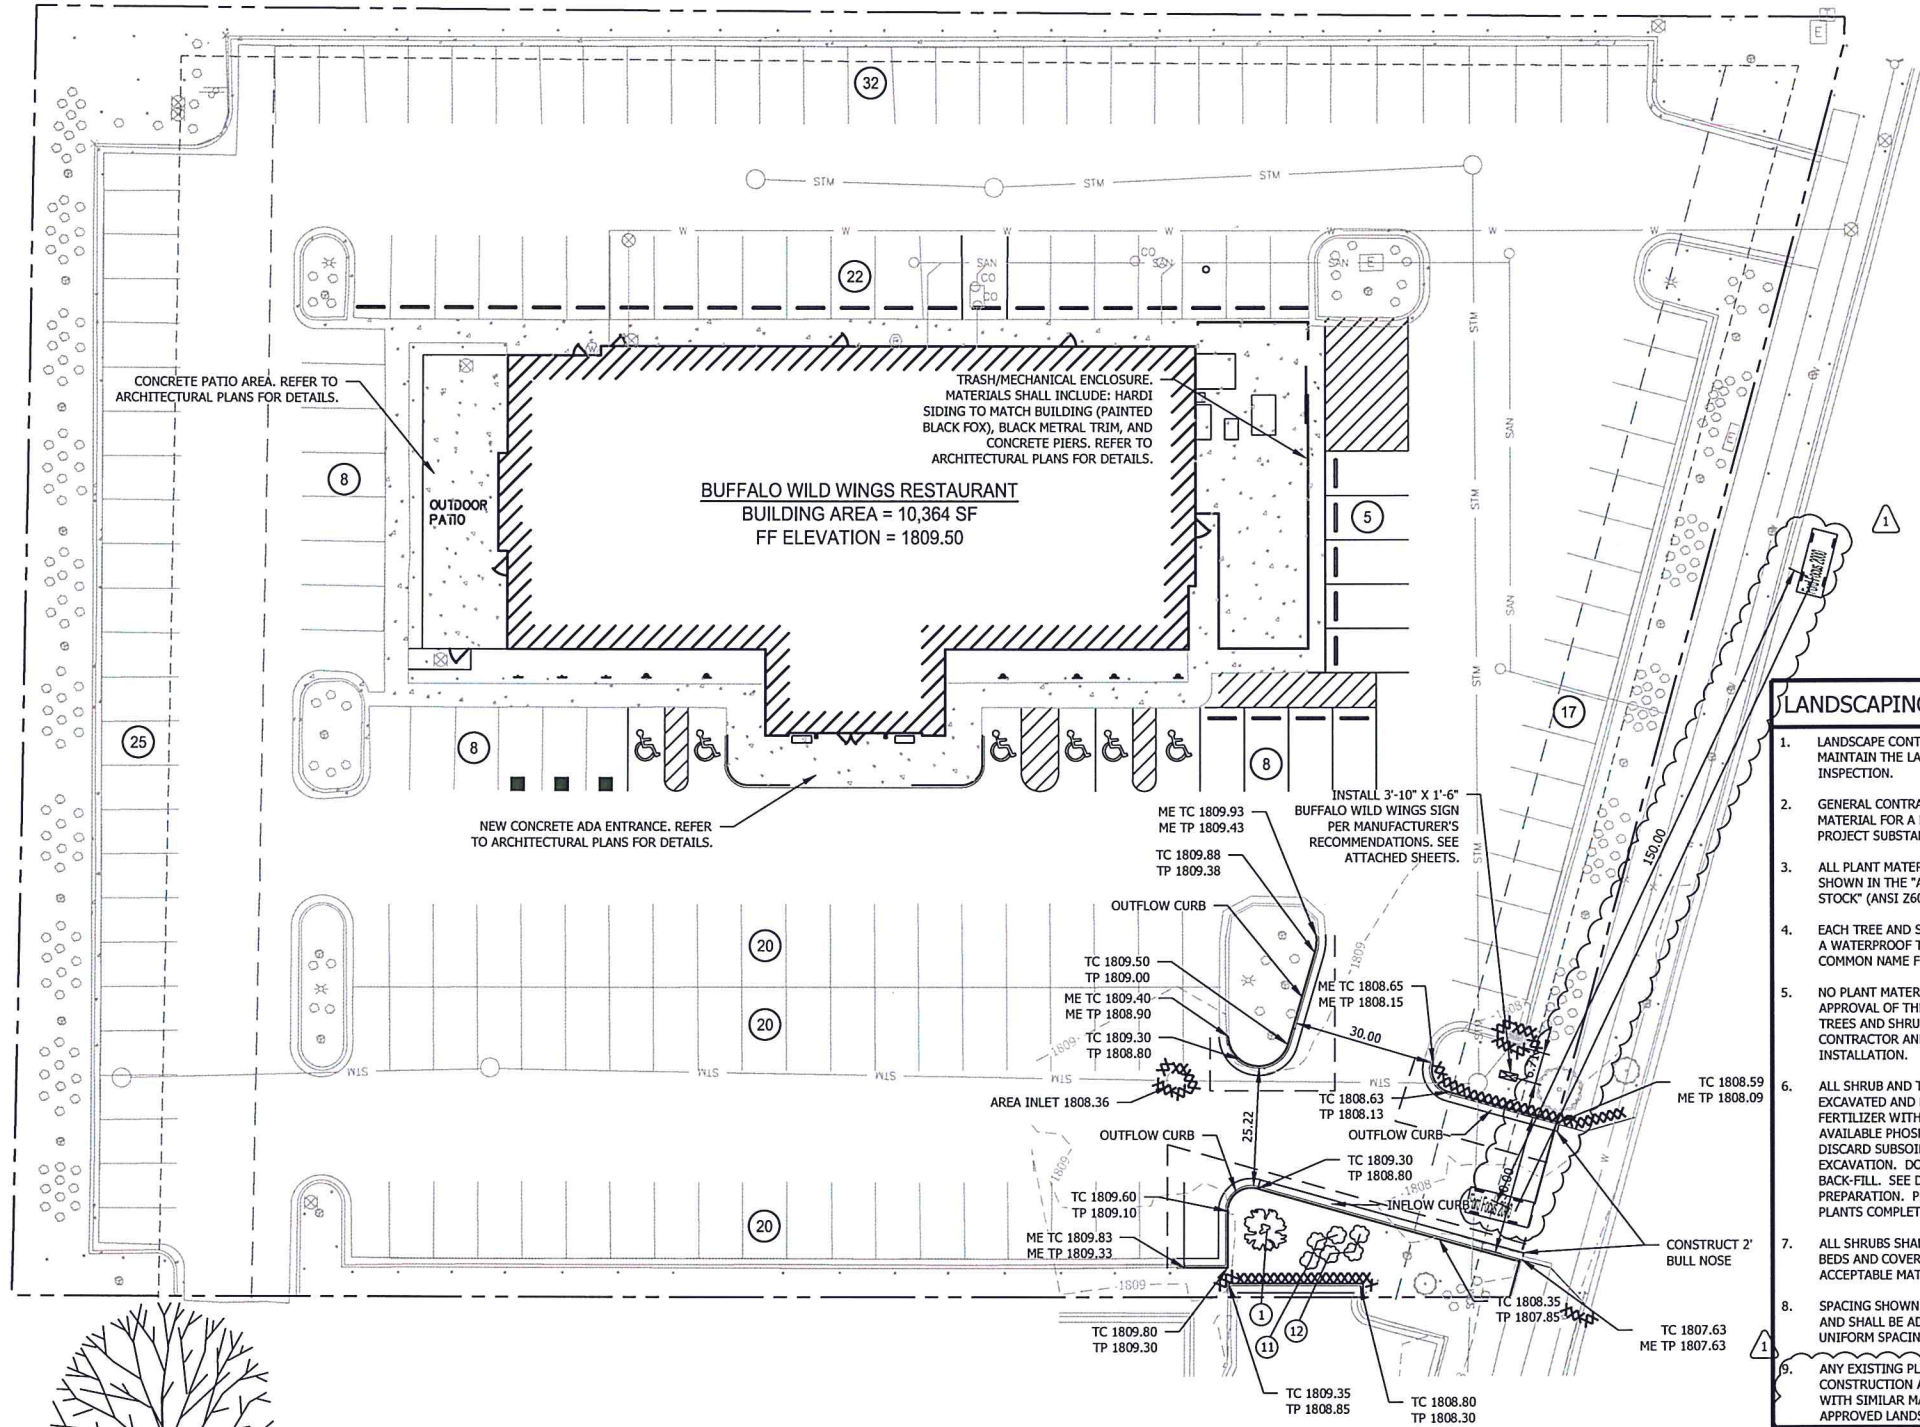 32
E
STM
STM
STM
W
W
W
W
W
W
W
SAN
CO
SAN
SAN
E
22
CO
CO
W
STM
CONCRETE PATIO AREA. REFER TO
ARCHITECTURAL PLANS FOR DETAILS.
TRASH/MECHANICAL ENCLOSURE.
MATERIALS SHALL INCLUDE: HARDI
SIDING TO MATCH BUILDING (PAINTED
BLACK FOX), BLACK METRAL TRIM, AND
CONCRETE PIERS. REFER TO
ARCHITECTURAL PLANS FOR DETAILS.
SAN
8
OUTDOOR
PATIO
BUFFALO WILD WINGS RESTAURANT
BUILDING AREA = 10,364 SF
FF ELEVATION = 1809.50
5
STM
1
SAN
STM
17
25
8
8
NEW CONCRETE ADA ENTRANCE. REFER
TO ARCHITECTURAL PLANS FOR DETAILS.
INSTALL 3'-10" X 1'-6"
BUFFALO WILD WINGS SIGN
PER MANUFACTURER'S
RECOMMENDATIONS. SEE
ATTACHED SHEETS.
STM
150.00
ME TC 1809.93
ME TP 1809.43
TC 1809.88
TP 1809.38
OUTFLOW CURB
20
20
20
TC 1809.50
TP 1809.00
ME TC 1809.40
ME TP 1808.90
TC 1809.30
TP 1808.80
1809
1809
ME TC 1808.65
ME TP 1808.15
30.00
1808
STM
STM
STM
STM
STM
STM
AREA INLET 1808.36
25.22
TC 1808.63
TP 1808.13
OUTFLOW CURB
TC 1808.59
ME TP 1808.09
OUTFLOW CURB
TC 1809.30
TP 1808.80
1809
1808
INFLOW CURB
TC 1809.60
TP 1809.10
ME TC 1809.83
ME TP 1809.33
1809
CONSTRUCT 2'
BULL NOSE
W
1
11
12
TC 1809.80
TP 1809.30
TC 1808.35
TP 1807.85
TC 1807.63
ME TP 1807.63
TC 1809.35
TP 1808.85
TC 1808.80
TP 1808.30
1
LANDSCAPING
1. LANDSCAPE CONT
MAINTAIN THE LA
INSPECTION.
2. GENERAL CONTRA
MATERIAL FOR A
PROJECT SUBSTA
3. ALL PLANT MATER
SHOWN IN THE "A
STOCK" (ANSI Z60
4. EACH TREE AND S
A WATERPROOF T
COMMON NAME F
5. NO PLANT MATER
APPROVAL OF TH
TREES AND SHRU
CONTRACTOR AN
INSTALLATION.
6. ALL SHRUB AND T
EXCAVATED AND
FERTILIZER WITH
AVAILABLE PHOS
DISCARD SUBSOI
EXCAVATION. DO
BACK-FILL. SEE D
PREPARATION. P
PLANTS COMPLET
7. ALL SHRUBS SHA
BEDS AND COVER
ACCEPTABLE MAT
8. SPACING SHOWN
AND SHALL BE AD
UNIFORM SPACIN
9. ANY EXISTING PL
CONSTRUCTION A
WITH SIMILAR MA
APPROVED LANDS